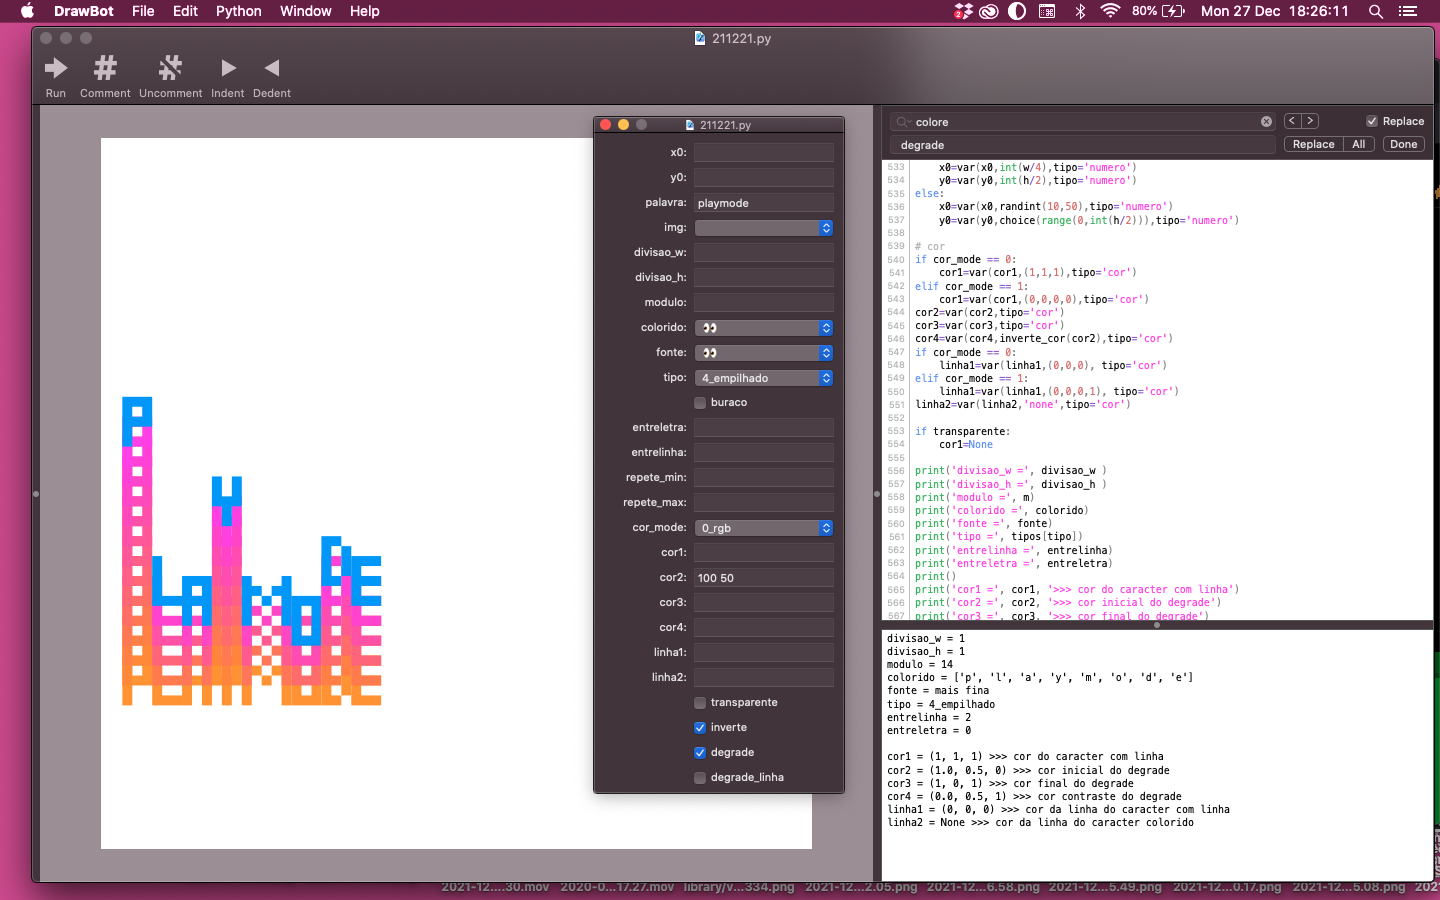 DrawBot File Edit Python Window Help
2 80% Mon 27 Dec 18:26:11
211221.py
Run Comment Uncomment Indent Dedent
211221.py
x0:
y0:
palavra: playmode
img:
divisao_w:
divisao_h:
modulo:
colorido: 👀
fonte: 👀
tipo: 4_empilhado
buraco
entreletra:
entrelinha:
repete_min:
repete_max:
cor_mode: 0_rgb
cor1:
cor2: 100 50
cor3:
cor4:
linha1:
linha2:
transparente
inverte
degrade
degrade_linha
colore < > Replace
degrade Replace All Done
533 x0=var(x0,int(w/4),tipo='numero')
534 y0=var(y0,int(h/2),tipo='numero')
535 else:
536 x0=var(x0,randint(10,50),tipo='numero')
537 y0=var(y0,choice(range(0,int(h/2))),tipo='numero')
538
539 # cor
540 if cor_mode == 0:
541 cor1=var(cor1,(1,1,1),tipo='cor')
542 elif cor_mode == 1:
543 cor1=var(cor1,(0,0,0,0),tipo='cor')
544 cor2=var(cor2,tipo='cor')
545 cor3=var(cor3,tipo='cor')
546 cor4=var(cor4,inverte_cor(cor2),tipo='cor')
547 if cor_mode == 0:
548 linha1=var(linha1,(0,0,0), tipo='cor')
549 elif cor_mode == 1:
550 linha1=var(linha1,(0,0,0,1), tipo='cor')
551 linha2=var(linha2,'none',tipo='cor')
552
553 if transparente:
554 cor1=None
555
556 print('divisao_w =', divisao_w )
557 print('divisao_h =', divisao_h )
558 print('modulo =', m)
559 print('colorido =', colorido)
560 print('fonte =', fonte)
561 print('tipo =', tipos[tipo])
562 print('entrelinha =', entrelinha)
563 print('entreletra =', entreletra)
564 print()
565 print('cor1 =', cor1, '>>> cor do caracter com linha')
566 print('cor2 =', cor2, '>>> cor inicial do degrade')
567 print('cor3 =', cor3, '>>> cor final do degrade')
divisao_w = 1
divisao_h = 1
modulo = 14
colorido = ['p', 'l', 'a', 'y', 'm', 'o', 'd', 'e']
fonte = mais fina
tipo = 4_empilhado
entrelinha = 2
entreletra = 0
cor1 = (1, 1, 1) >>> cor do caracter com linha
cor2 = (1.0, 0.5, 0) >>> cor inicial do degrade
cor3 = (1, 0, 1) >>> cor final do degrade
cor4 = (0.0, 0.5, 1) >>> cor contraste do degrade
linha1 = (0, 0, 0) >>> cor da linha do caracter com linha
linha2 = None >>> cor da linha do caracter colorido
2021-12....30.mov 2020-0...17.27.mov library/v...334.png 2021-12...2.05.png 2021-12...6.58.png 2021-12...5.49.png 2021-12...0.17.png 2021-12...5.08.png 2021